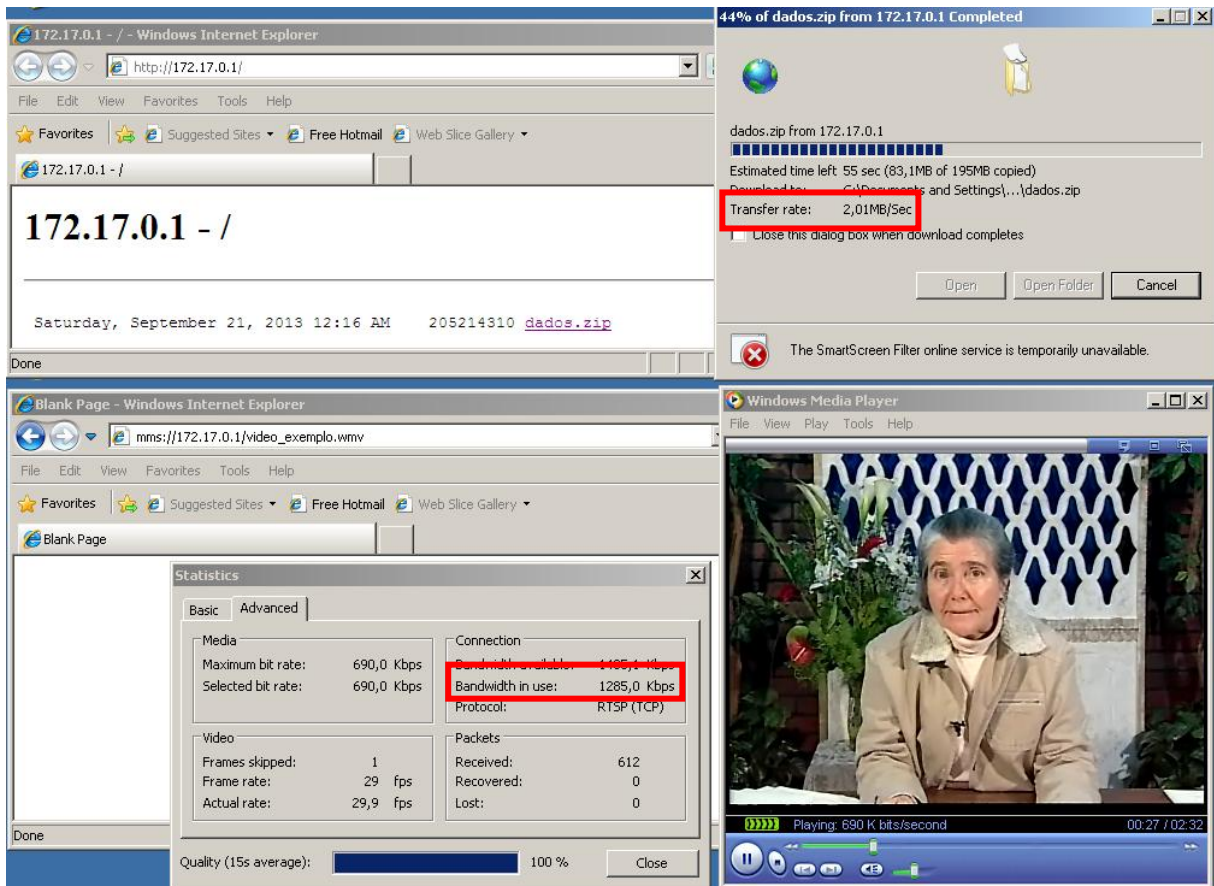 172.17.0.1 - / - Windows Internet Explorer
http://172.17.0.1/
File Edit View Favorites Tools Help
Favorites Suggested Sites Free Hotmail Web Slice Gallery
172.17.0.1 - /
172.17.0.1 - /
Saturday, September 21, 2013 12:16 AM 205214310 dados.zip
Done
44% of dados.zip from 172.17.0.1 Completed
dados.zip from 172.17.0.1
Estimated time left 55 sec (83,1MB of 195MB copied)
Download to: C:\Documents and Settings\...\dados.zip
Transfer rate: 2,01MB/Sec
Close this dialog box when download completes
Open Open Folder Cancel
The SmartScreen Filter online service is temporarily unavailable.
Blank Page - Windows Internet Explorer
mms://172.17.0.1/video_exemplo.wmv
File Edit View Favorites Tools Help
Favorites Suggested Sites Free Hotmail Web Slice Gallery
Blank Page
Statistics
Basic Advanced
Media
Maximum bit rate: 690,0 Kbps
Selected bit rate: 690,0 Kbps
Connection
Bandwidth available: Kbps
Bandwidth in use: 1285,0 Kbps
Protocol: RTSP (TCP)
Video
Frames skipped: 1
Frame rate: 29 fps
Actual rate: 29,9 fps
Packets
Received: 612
Recovered: 0
Lost: 0
Quality (15s average): 100 %
Close
Done
Windows Media Player
File View Play Tools Help
Playing: 690 K bits/second 00:27 / 02:32